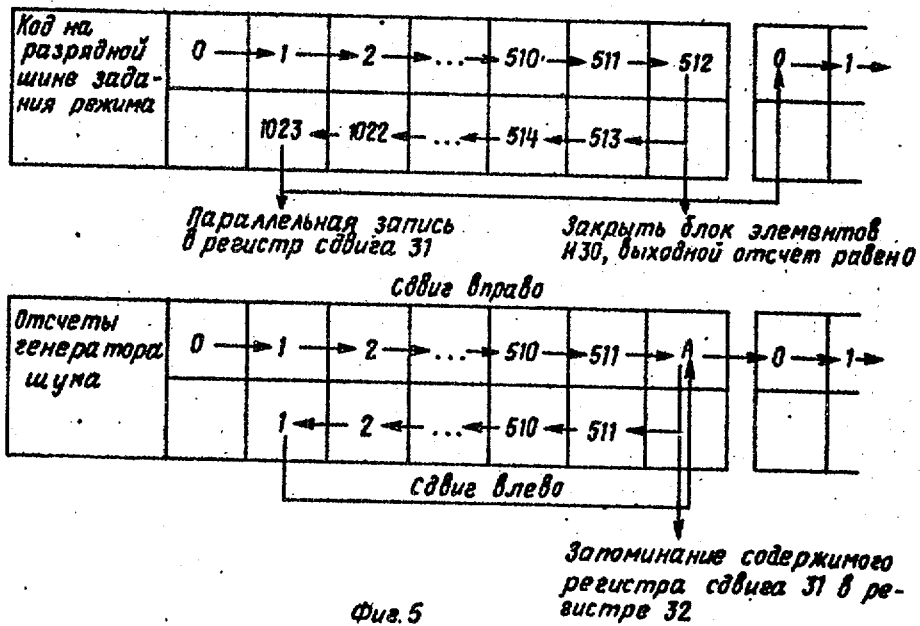 Код на разрядной шине зада-ния режима
0 1 2 ... 510 511 512 0 1
1023 1022 ... 514 513
Параллельная запись
в регистр сдвига 31
Закрыть блок элементов
И30, выходной отсчет равен 0
сдвиг вправо
Отсчеты генератора шума
0 1 2 ... 510 511 A 0 1
1 2 ... 510 511
сдвиг влево
Запоминание содержимого
регистра сдвига 31 в ре-
гистре 32
Фиг. 5